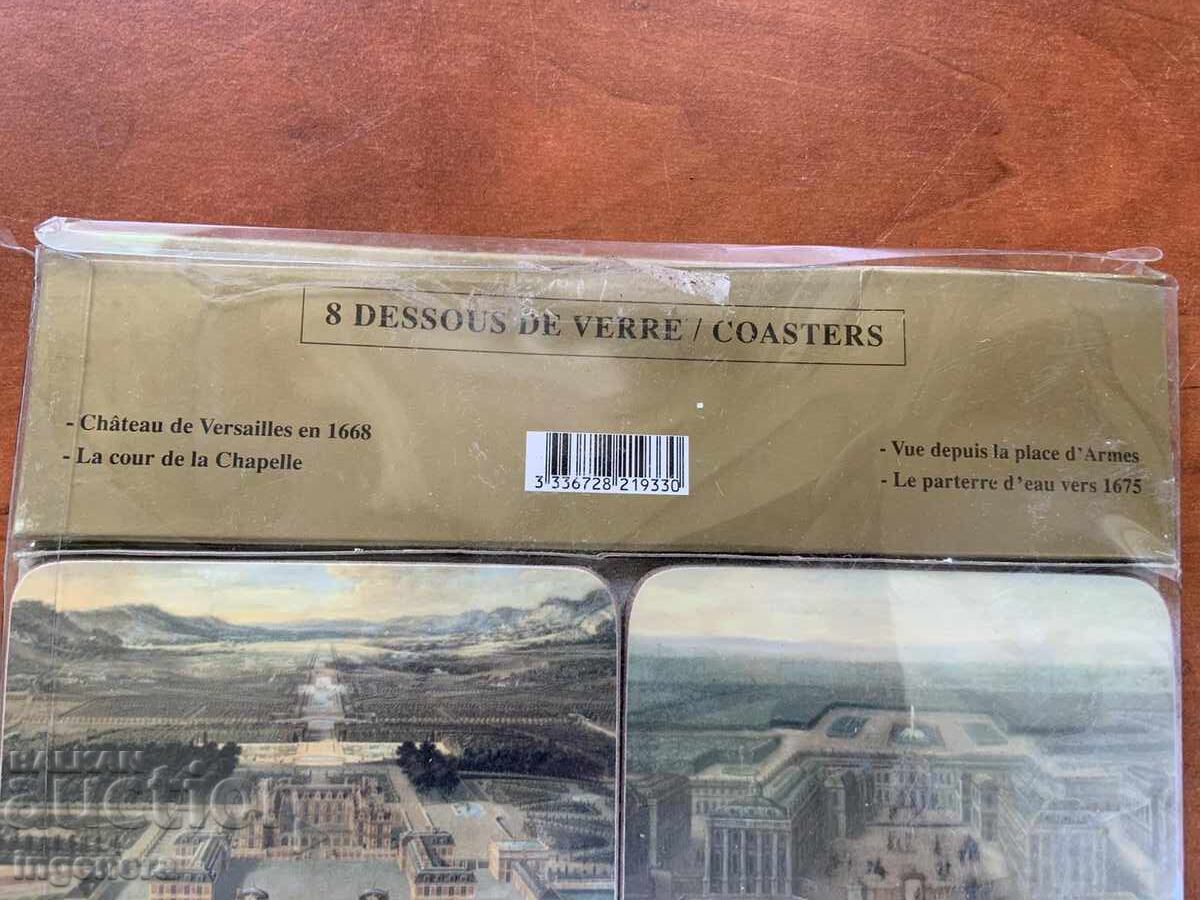 8 DESSOUS DE VERRE / COASTERS
- Château de Versailles en 1668
- La cour de la Chapelle
3 336728 219330
- Vue depuis la place d'Armes
- Le parterre d'eau vers 1675
BALKAN
auction
ingenera